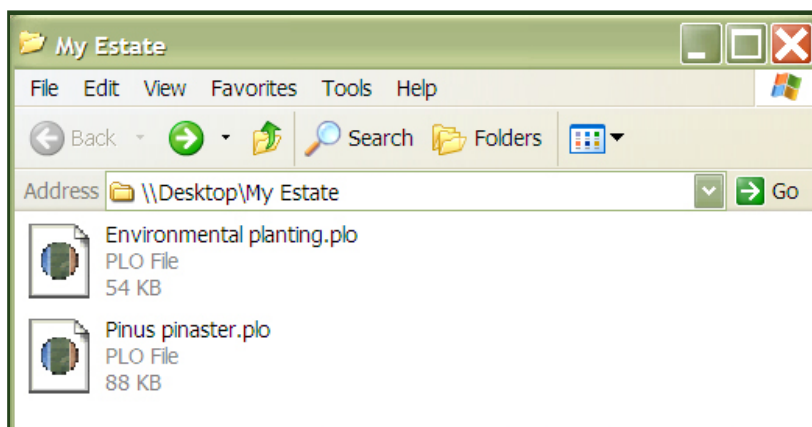 My Estate
File Edit View Favorites Tools Help
Back Search Folders
Address \\Desktop\My Estate Go
Environmental planting.plo
PLO File
54 KB
Pinus pinaster.plo
PLO File
88 KB